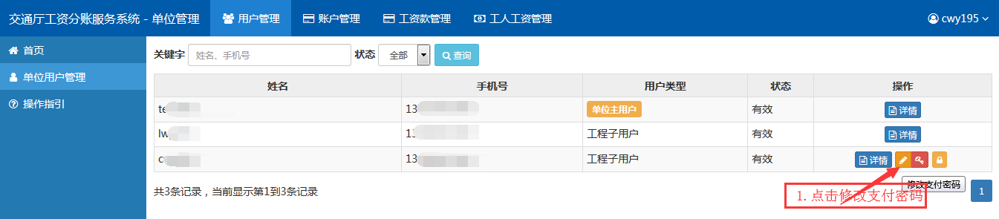 交通厅工资分账服务系统 - 单位管理 用户管理 账户管理 工资款管理 工人工资管理 cwy195
首页
单位用户管理
操作指引
关键字 姓名、手机号 状态 全部 查询
姓名 手机号 用户类型 状态 操作
te 13 单位主用户 有效 详情
lw 13 工程子用户 有效 详情
c 13 工程子用户 有效 详情
修改支付密码
共3条记录，当前显示第1到3条记录 1
1. 点击修改支付密码